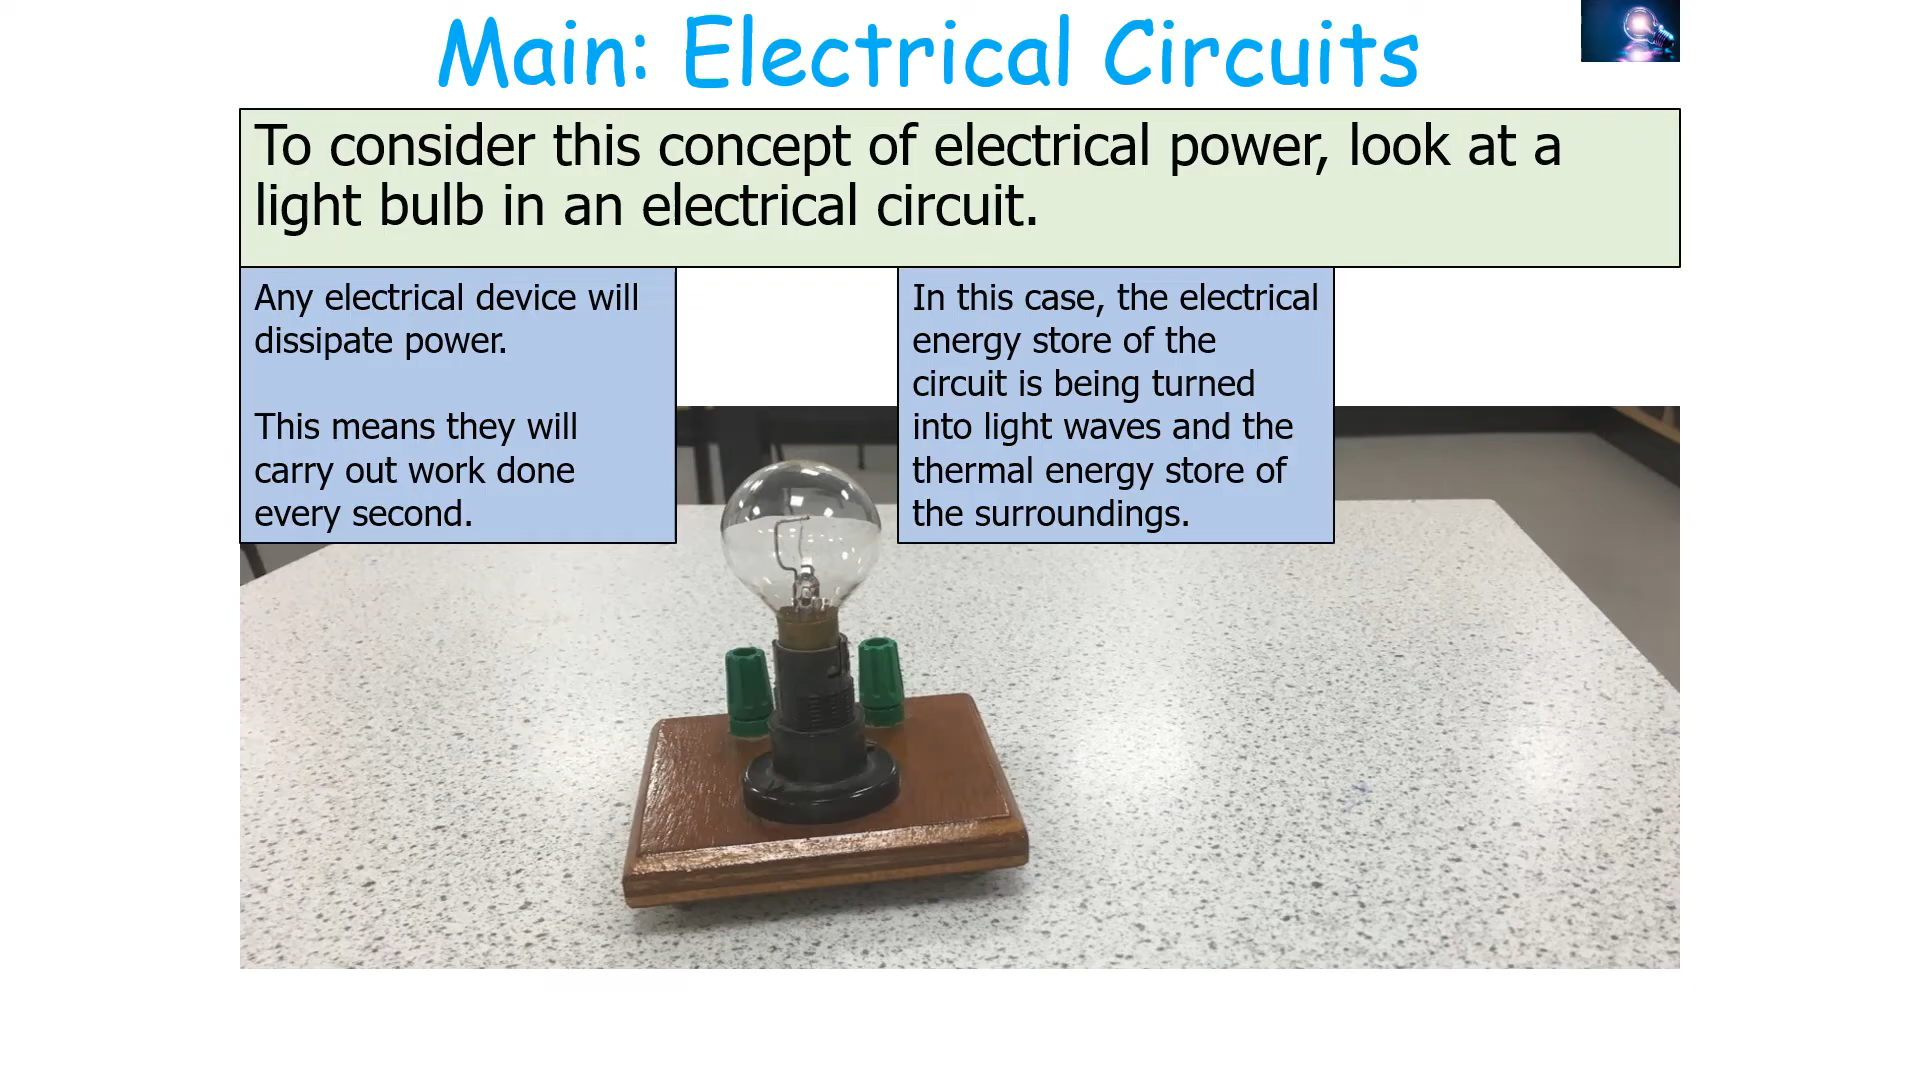 Main: Electrical Circuits
To consider this concept of electrical power, look at a
light bulb in an electrical circuit.
Any electrical device will
dissipate power.
This means they will
carry out work done
every second.
In this case, the electrical
energy store of the
circuit is being turned
into light waves and the
thermal energy store of
the surroundings.